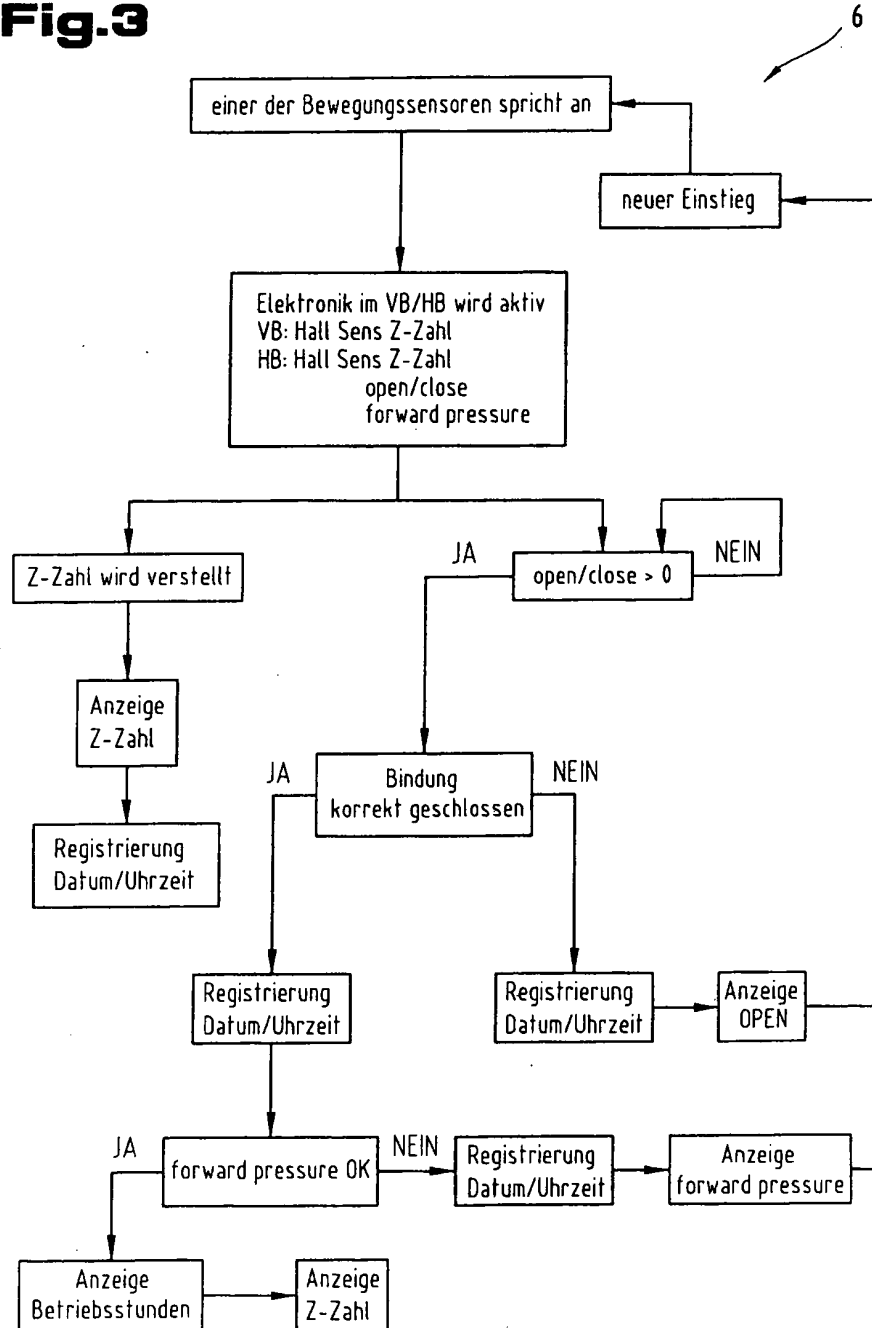 Fig.3
6
einer der Bewegungssensoren spricht an
neuer Einstieg
Elektronik im VB/HB wird aktiv
VB: Hall Sens Z-Zahl
HB: Hall Sens Z-Zahl
open/close
forward pressure
Z-Zahl wird verstellt
JA
open/close > 0
NEIN
Anzeige
Z-Zahl
Registrierung
Datum/Uhrzeit
JA
Bindung
korrekt geschlossen
NEIN
Registrierung
Datum/Uhrzeit
Registrierung
Datum/Uhrzeit
Anzeige
OPEN
JA
forward pressure OK
NEIN
Registrierung
Datum/Uhrzeit
Anzeige
forward pressure
Anzeige
Betriebsstunden
Anzeige
Z-Zahl